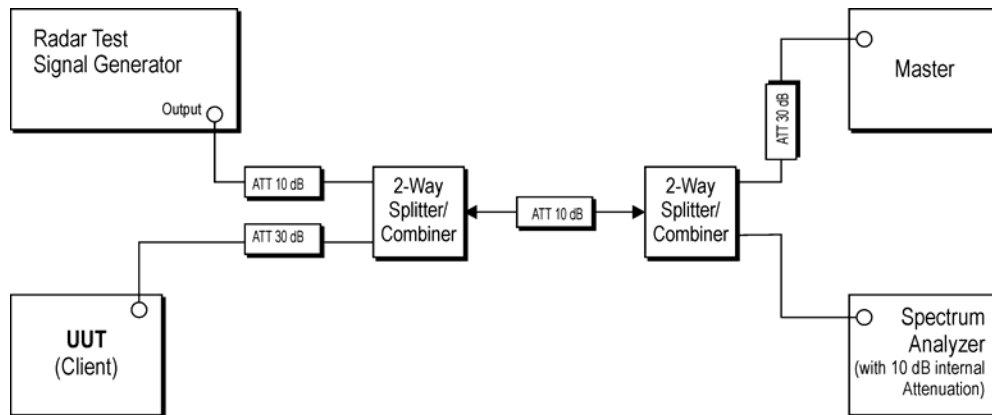 Radar Test
Signal Generator
Output
ATT 10 dB
2-Way
Splitter/
Combiner
ATT 30 dB
UUT
(Client)
ATT 10 dB
2-Way
Splitter/
Combiner
ATT 30 dB
Master
Spectrum
Analyzer
(with 10 dB internal
Attenuation)